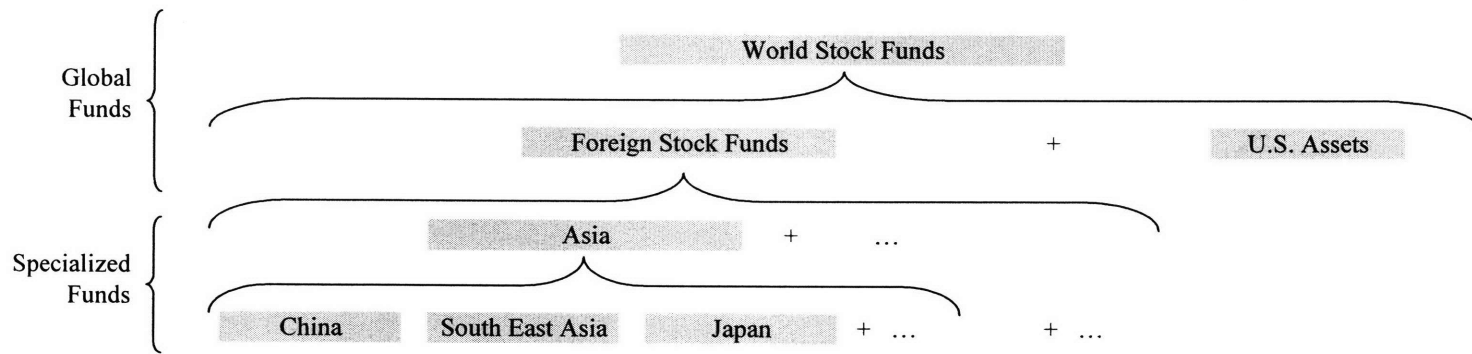 World Stock Funds
Global
Funds
Foreign Stock Funds + U.S. Assets
Asia + ...
Specialized
Funds
China South East Asia Japan + ... + ...